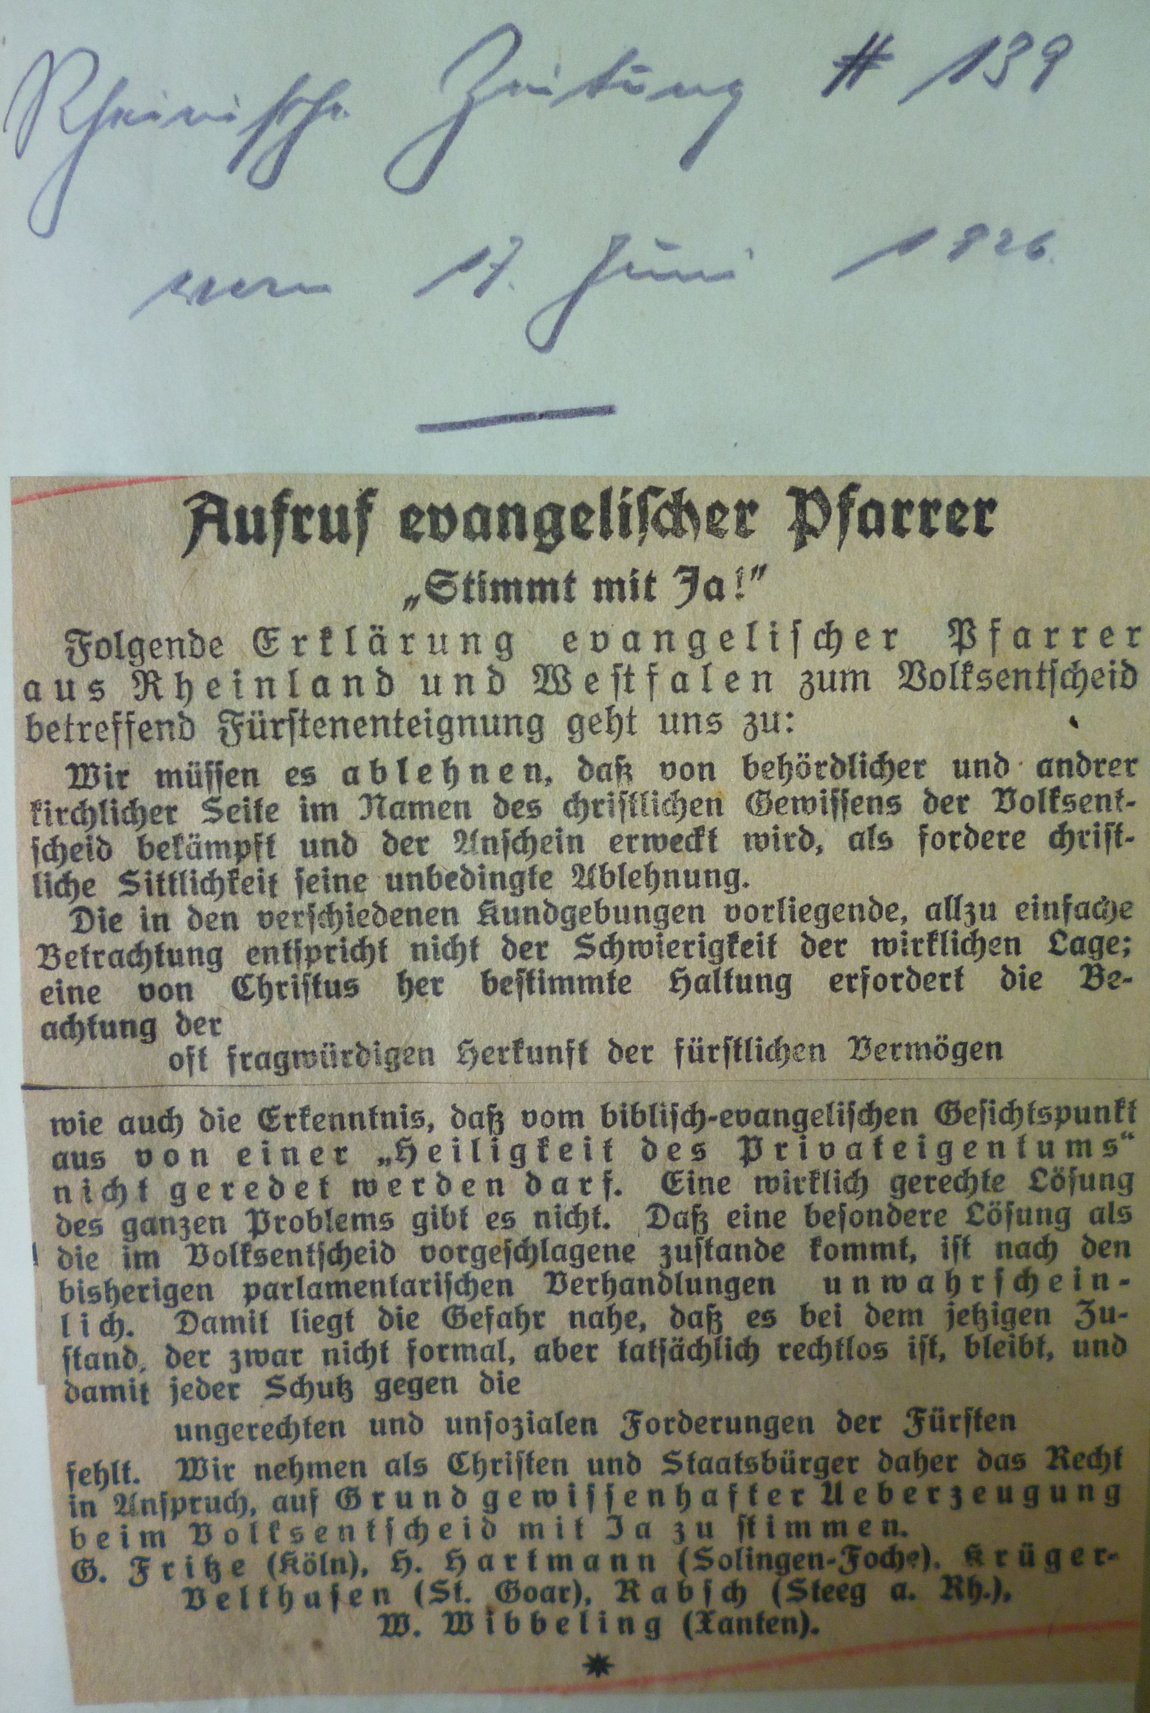 Rheinische Zeitung # 139
vom 17. Juni 1926.
Aufruf evangelischer Pfarrer
„Stimmt mit Ja!“
Folgende Erklärung evangelischer Pfarrer
aus Rheinland und Westfalen zum Volksentscheid
betreffend Fürstenenteignung geht uns zu:
Wir müssen es ablehnen, daß von behördlicher und andrer
kirchlicher Seite im Namen des christlichen Gewissens der Volksent-
scheid bekämpft und der Anschein erweckt wird, als fordere christ-
liche Sittlichkeit seine unbedingte Ablehnung.
Die in den verschiedenen Kundgebungen vorliegende, allzu einfache
Betrachtung entspricht nicht der Schwierigkeit der wirklichen Lage;
eine von Christus her bestimmte Haltung erfordert die Be-
achtung der
oft fragwürdigen Herkunft der fürstlichen Vermögen
wie auch die Erkenntnis, daß vom biblisch-evangelischen Gesichtspunkt
aus von einer „Heiligkeit des Privateigentums“
nicht geredet werden darf. Eine wirklich gerechte Lösung
des ganzen Problems gibt es nicht. Daß eine besondere Lösung als
die im Volksentscheid vorgeschlagene zustande kommt, ist nach den
bisherigen parlamentarischen Verhandlungen unwahrschein-
lich. Damit liegt die Gefahr nahe, daß es bei dem jetzigen Zu-
stand, der zwar nicht formal, aber tatsächlich rechtlos ist, bleibt, und
damit jeder Schutz gegen die
ungerechten und unsozialen Forderungen der Fürsten
fehlt. Wir nehmen als Christen und Staatsbürger daher das Recht
in Anspruch, auf Grund gewissenhafter Ueberzeugung
beim Volksentscheid mit Ja zu stimmen.
G. Fritze (Köln), H. Hartmann (Solingen-Foche), Krüger-
Velthusen (St. Goar), Rabsch (Steeg a. Rh.),
W. Wibbeling (Xanten).